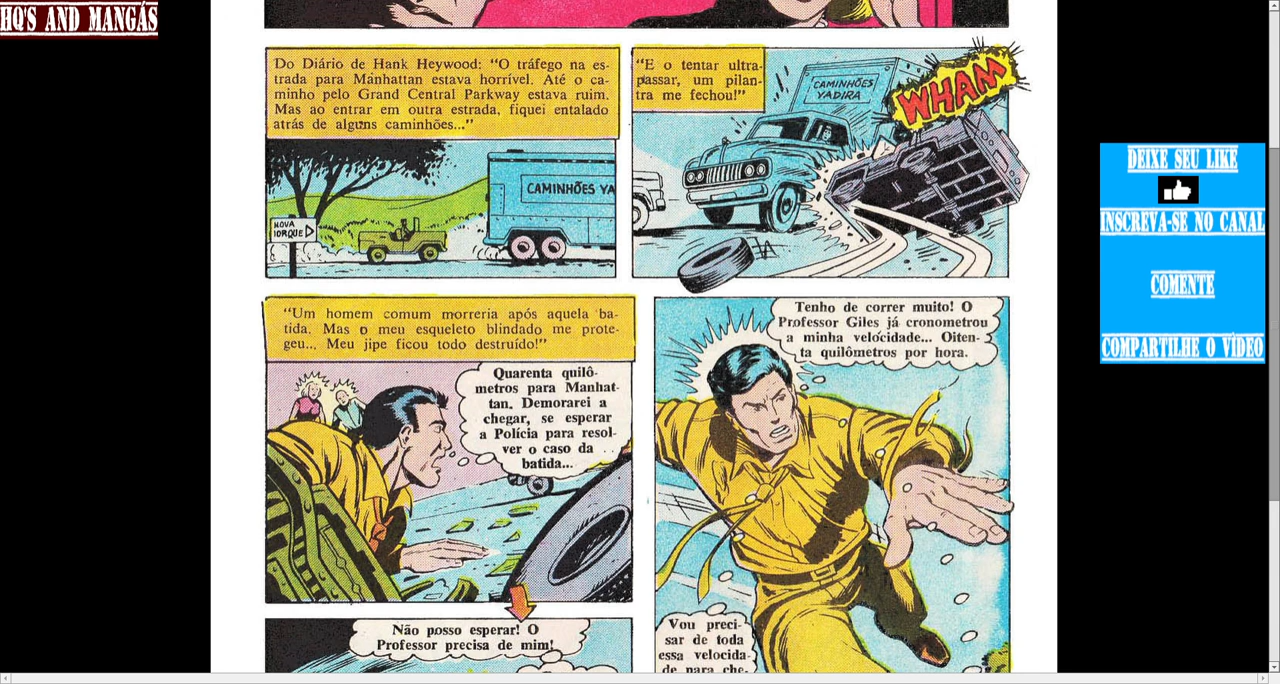 HQ'S AND MANGÁS
Do Diário de Hank Heywood: “O tráfego na es-
trada para Manhattan estava horrível. Até o ca-
minho pelo Grand Central Parkway estava ruim.
Mas ao entrar em outra estrada, fiquei entalado
atrás de alguns caminhões...”
NOVA
IORQUE
CAMINHÕES YA
“E o tentar ultra-
passar, um pilan-
tra me fechou!”
CAMINHÕES
YADIRA
WHAM
“Um homem comum morreria após aquela ba-
tida. Mas o meu esqueleto blindado me prote-
geu... Meu jipe ficou todo destruído!”
Quarenta quilô-
metros para Manhat-
tan. Demorarei a
chegar, se esperar
a Polícia para resol-
ver o caso da
batida...
Tenho de correr muito! O
Professor Giles já cronometrou
a minha velocidade... Oiten-
ta quilômetros por hora.
Não posso esperar! O
Professor precisa de mim!
Vou preci-
sar de toda
essa velocida-
de para che-
DEIXE SEU LIKE
INSCREVA-SE NO CANAL
COMENTE
COMPARTILHE O VÍDEO